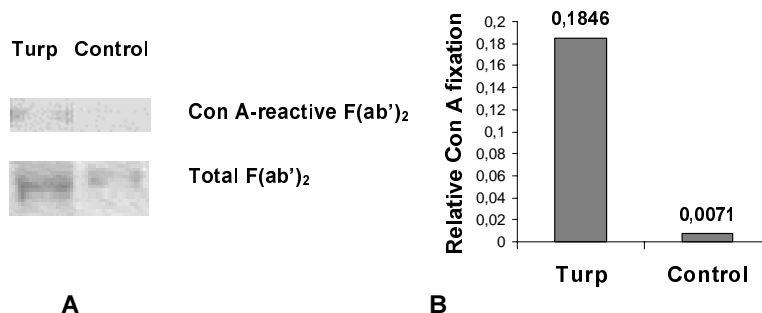 Turp Control
Con A-reactive F(ab’)₂
Total F(ab’)₂
A
Relative Con A fixation
0,2
0,18
0,16
0,14
0,12
0,1
0,08
0,06
0,04
0,02
0
0,1846
0,0071
Turp Control
B